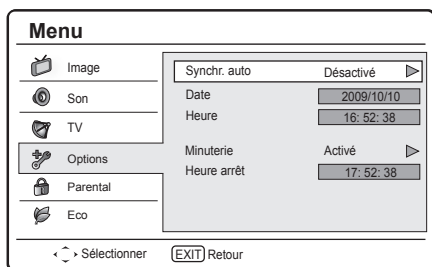 Menu
Image
Son
TV
Options
Parental
Eco
Synchr. auto Désactivé
Date 2009/10/10
Heure 16: 52: 38
Minuterie Activé
Heure arrêt 17: 52: 38
Sélectionner EXIT Retour